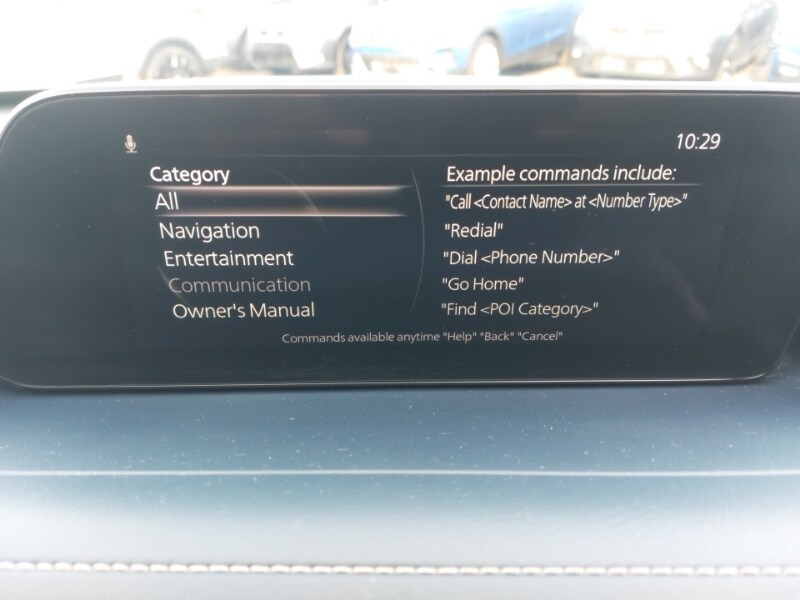 10:29
Category
All
Navigation
Entertainment
Communication
Owner's Manual
Example commands include:
"Call <Contact Name> at <Number Type>"
"Redial"
"Dial <Phone Number>"
"Go Home"
"Find <POI Category>"
Commands available anytime "Help" "Back" "Cancel"